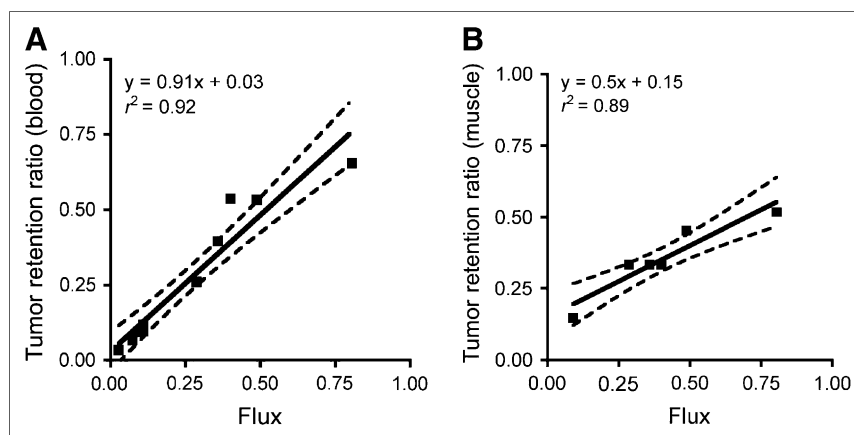 A
y = 0.91x + 0.03
r² = 0.92
Tumor retention ratio (blood)
1.00
0.75
0.50
0.25
0.00
0.00 0.25 0.50 0.75 1.00
Flux
B
y = 0.5x + 0.15
r² = 0.89
Tumor retention ratio (muscle)
1.00
0.75
0.50
0.25
0.00
0.00 0.25 0.50 0.75 1.00
Flux